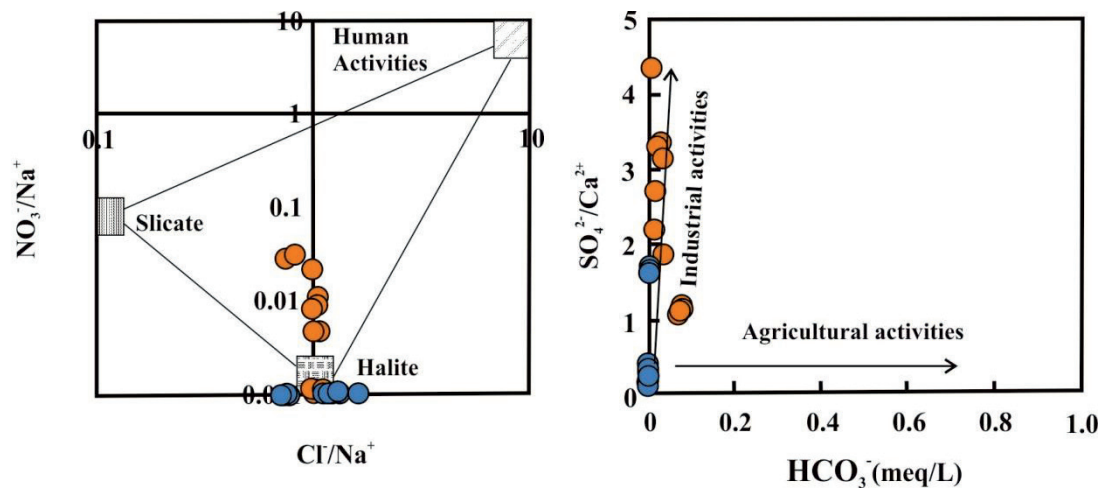 10
Human
Activities
1
0.1
10
NO₃⁻/Na⁺
0.1
Slicate
0.01
Halite
0.0
Cl⁻/Na⁺
5
4
3
2
1
0
SO₄²⁻/Ca²⁺
Industrial activities
Agricultural activities
0
0.2
0.4
0.6
0.8
1.0
HCO₃⁻(meq/L)